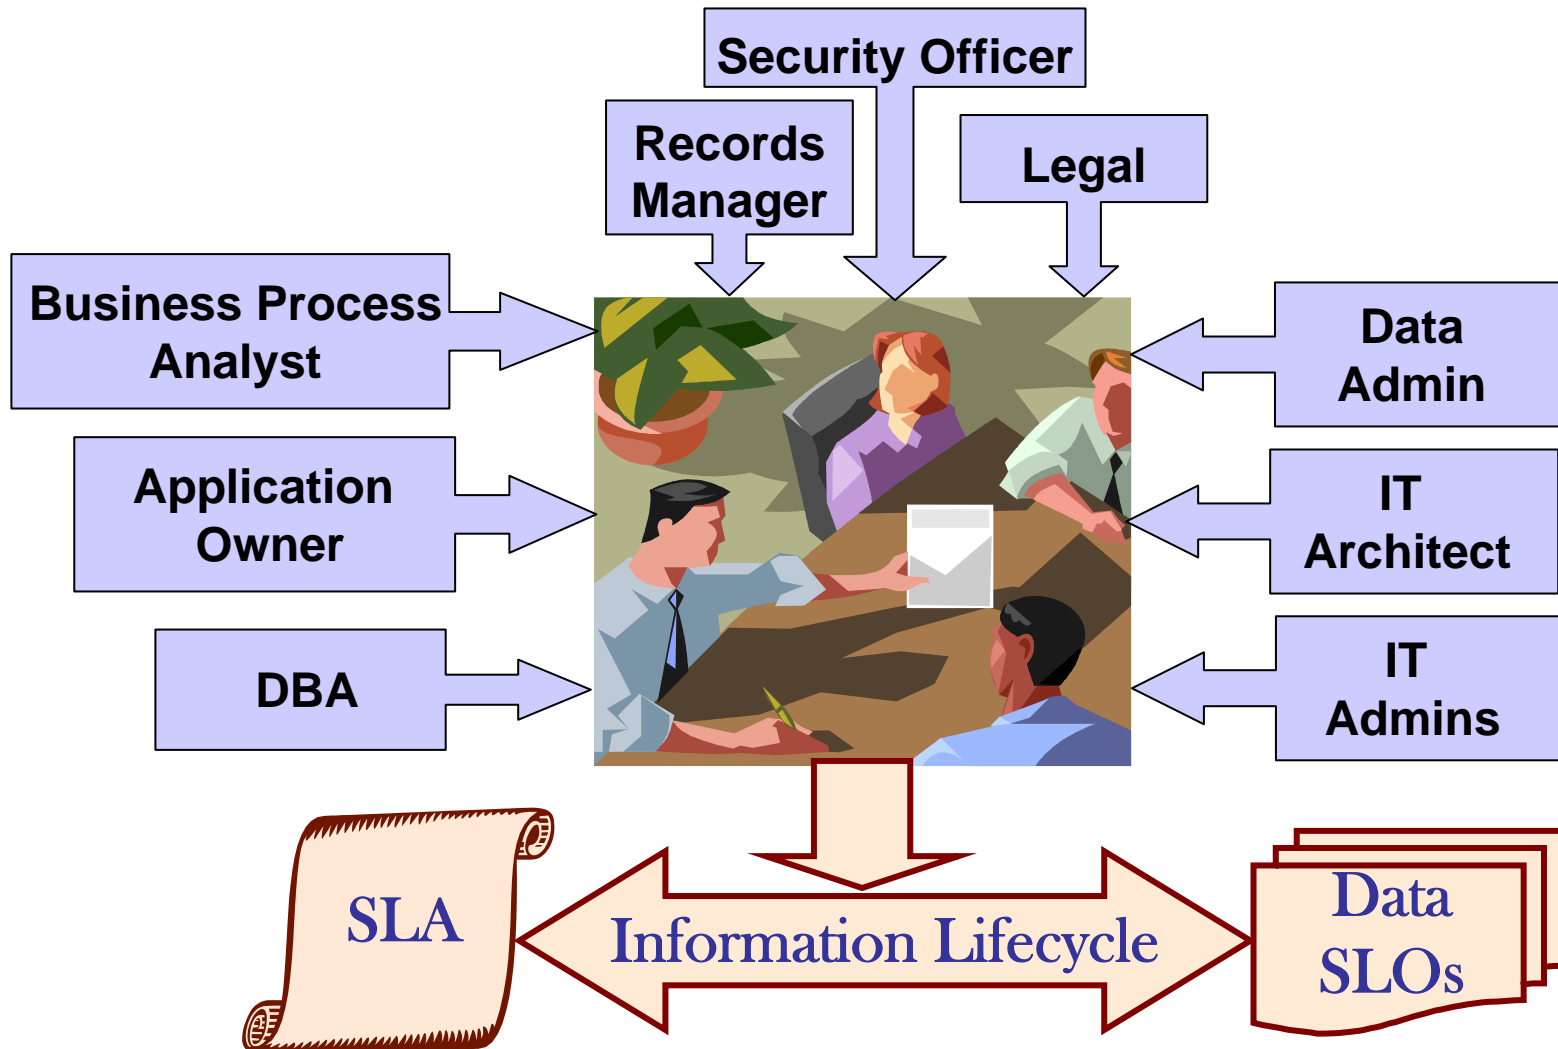 Security Officer
Records
Manager
Legal
Business Process
Analyst
Data
Admin
Application
Owner
IT
Architect
DBA
IT
Admins
SLA
Information Lifecycle
Data
SLOs